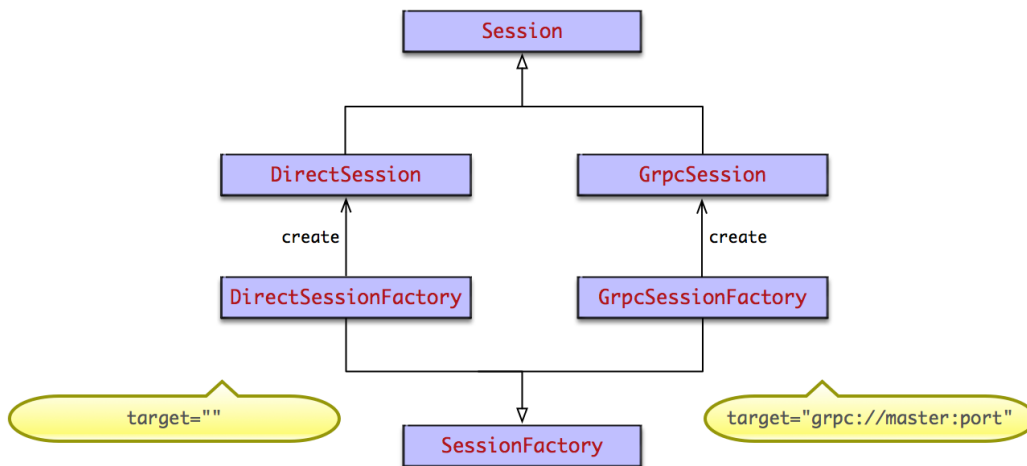 Session
DirectSession
GrpcSession
create
create
DirectSessionFactory
GrpcSessionFactory
target=""
target="grpc://master:port"
SessionFactory